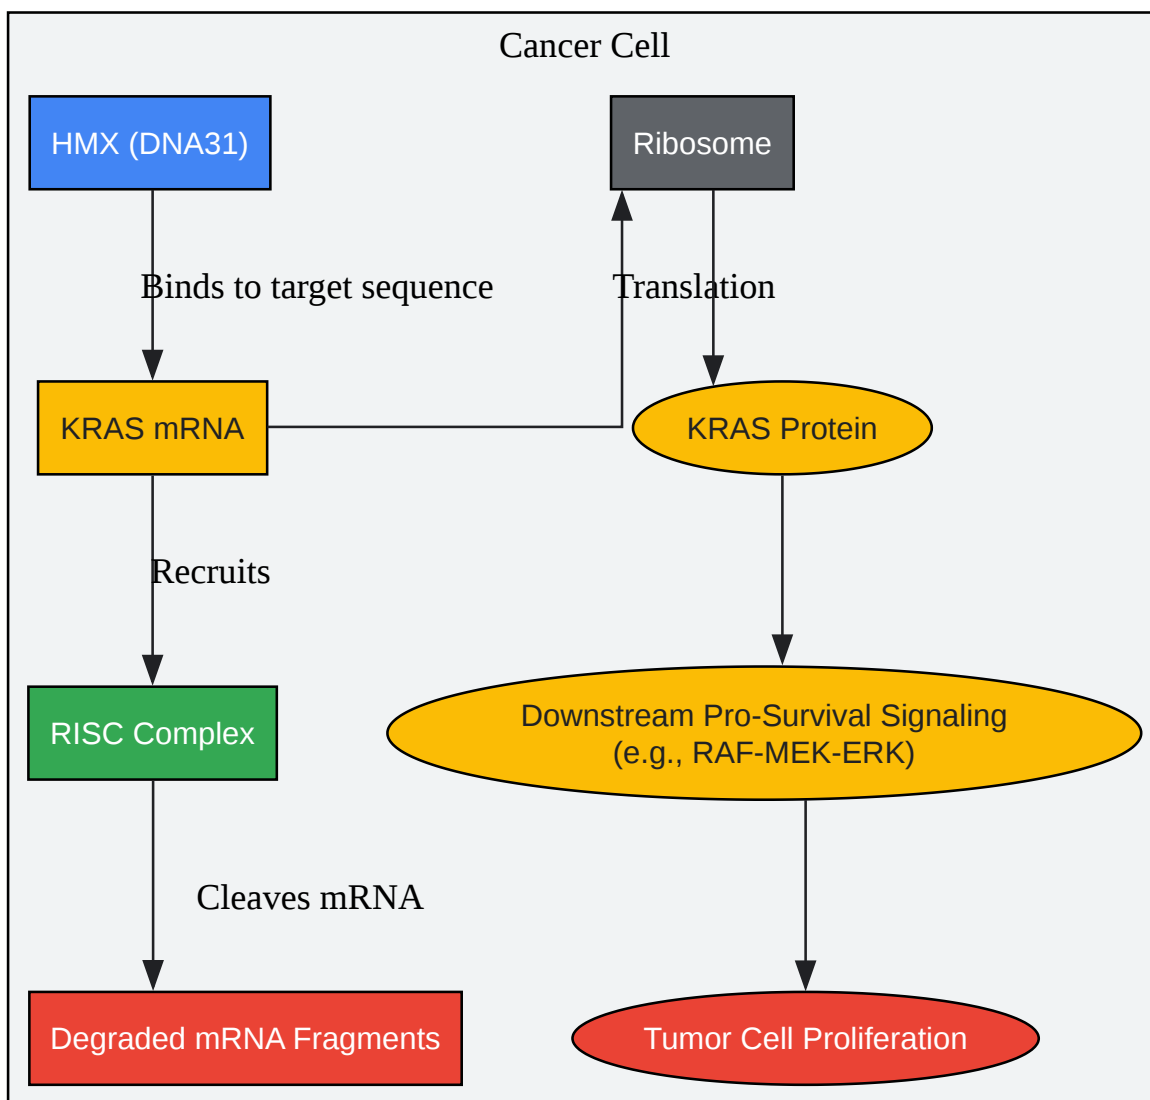 Cancer Cell
HMX (DNA31)
Ribosome
Binds to target sequence
Translation
KRAS mRNA
KRAS Protein
Recruits
RISC Complex
Downstream Pro-Survival Signaling
(e.g., RAF-MEK-ERK)
Cleaves mRNA
Degraded mRNA Fragments
Tumor Cell Proliferation